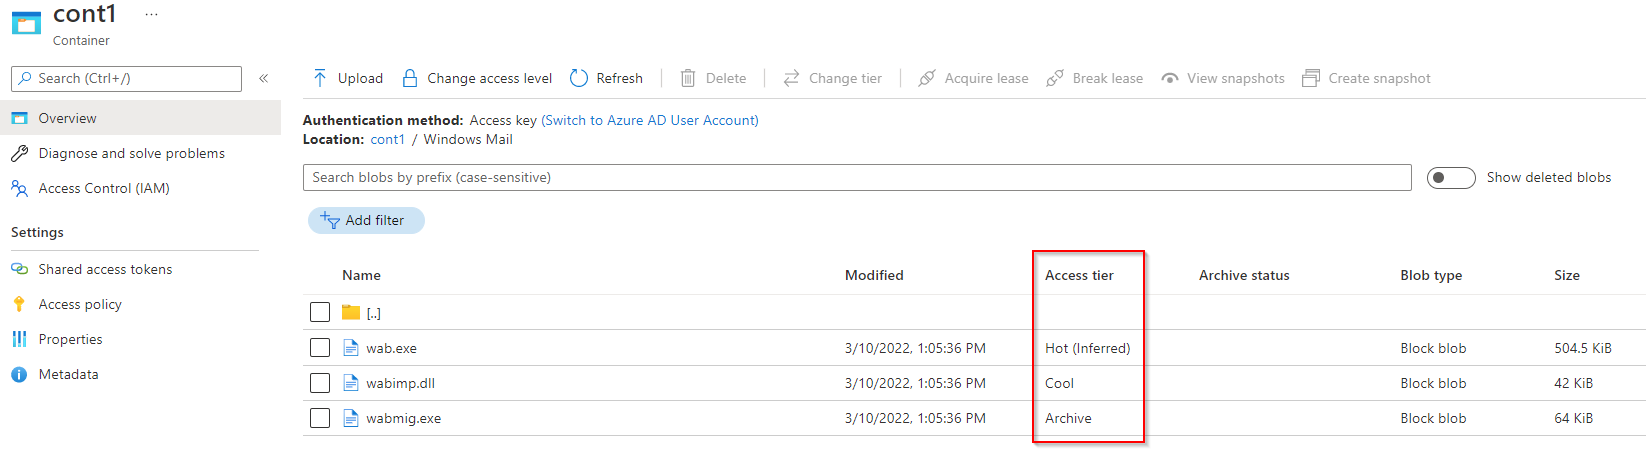 cont1 ...
Container
Search (Ctrl+/) «
Upload Change access level Refresh Delete Change tier Acquire lease Break lease View snapshots Create snapshot
Overview
Diagnose and solve problems
Access Control (IAM)
Settings
Shared access tokens
Access policy
Properties
Metadata
Authentication method: Access key (Switch to Azure AD User Account)
Location: cont1 / Windows Mail
Search blobs by prefix (case-sensitive) Show deleted blobs
Add filter
Name Modified Access tier Archive status Blob type Size
[..]
wab.exe 3/10/2022, 1:05:36 PM Hot (Inferred) Block blob 504.5 KiB
wabimp.dll 3/10/2022, 1:05:36 PM Cool Block blob 42 KiB
wabmig.exe 3/10/2022, 1:05:36 PM Archive Block blob 64 KiB